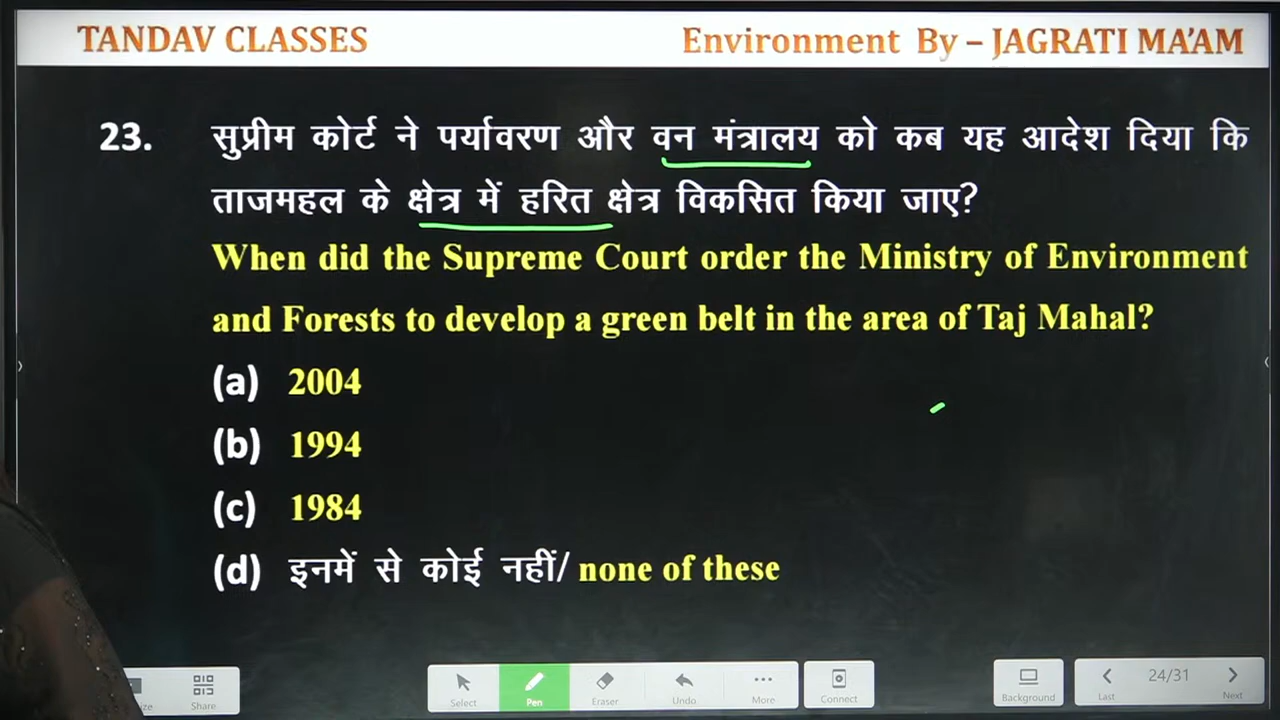 TANDAV CLASSES
Environment By – JAGRATI MA'AM
23. सुप्रीम कोर्ट ने पर्यावरण और वन मंत्रालय को कब यह आदेश दिया कि
ताजमहल के क्षेत्र में हरित क्षेत्र विकसित किया जाए?
When did the Supreme Court order the Ministry of Environment
and Forests to develop a green belt in the area of Taj Mahal?
(a) 2004
(b) 1994
(c) 1984
(d) इनमें से कोई नहीं/ none of these
Share
Select
Pen
Eraser
Undo
More
Connect
Background
Last
24/31
Next